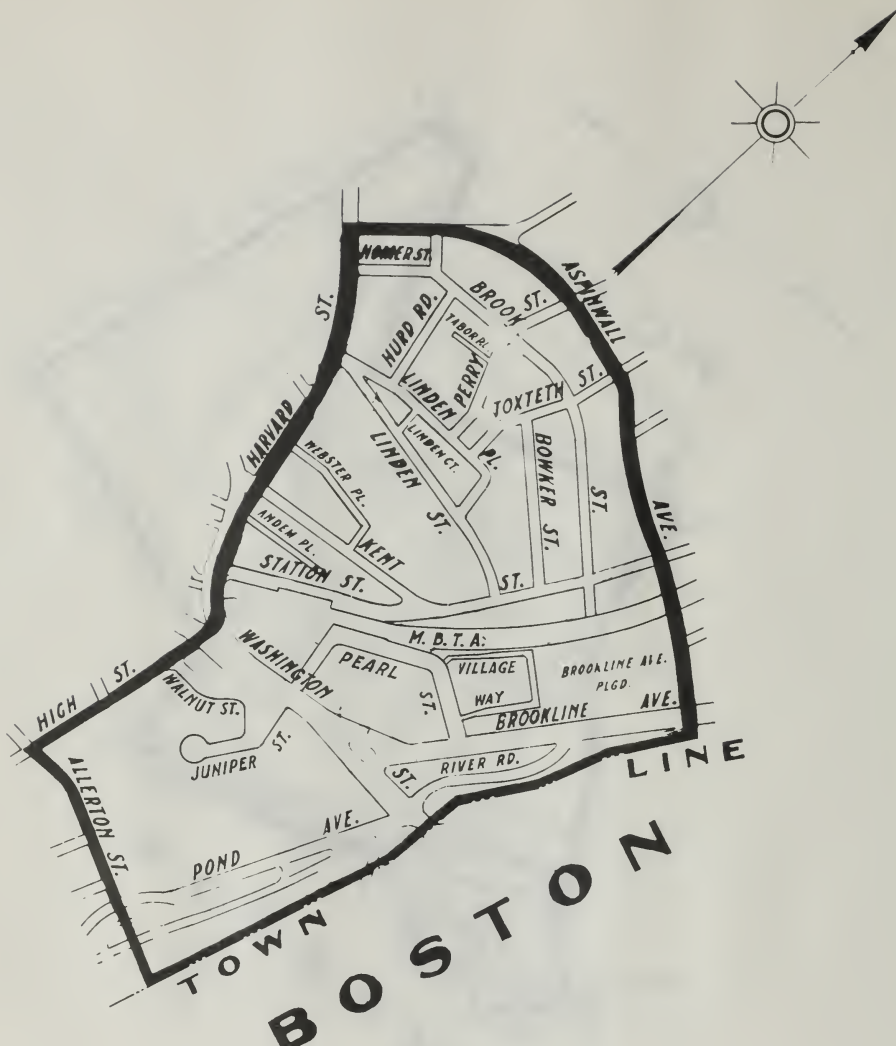 HOMER ST.
ASPINWALL
AVE.
BROOK
ST.
HURD RD.
TABOR PL.
PERRY
LINDEN
PL.
TOXTETH ST.
HARVARD
ST.
WEBSTER PL.
LINDEN
ST.
LINDEN CT.
BOWKER ST.
ST.
ANDEM PL.
KENT
ST.
STATION ST.
M. B. T. A.
WASHINGTON
ST.
PEARL
ST.
VILLAGE
WAY
BROOKLINE AVE.
PLGD.
HIGH ST.
WALNUT ST.
BROOKLINE AVE.
JUNIPER ST.
RIVER RD.
ALLERTON ST.
POND AVE.
TOWN LINE
BOSTON